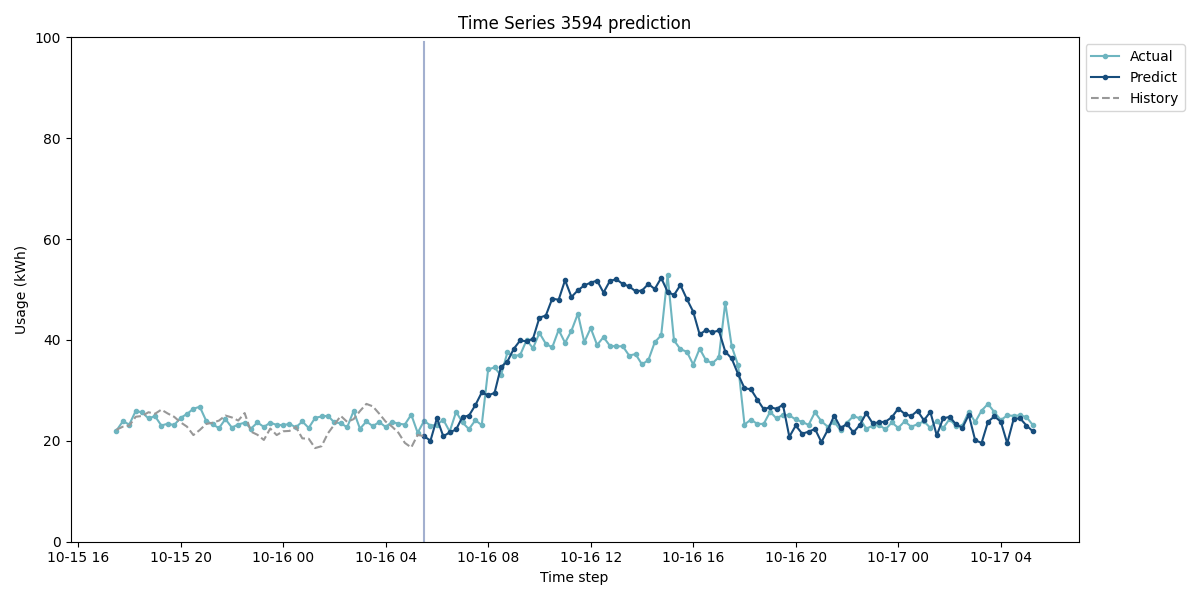 Time Series 3594 prediction
100
80
60
40
20
0
Usage (kWh)
10-15 16
10-15 20
10-16 00
10-16 04
10-16 08
10-16 12
10-16 16
10-16 20
10-17 00
10-17 04
Time step
Actual
Predict
History